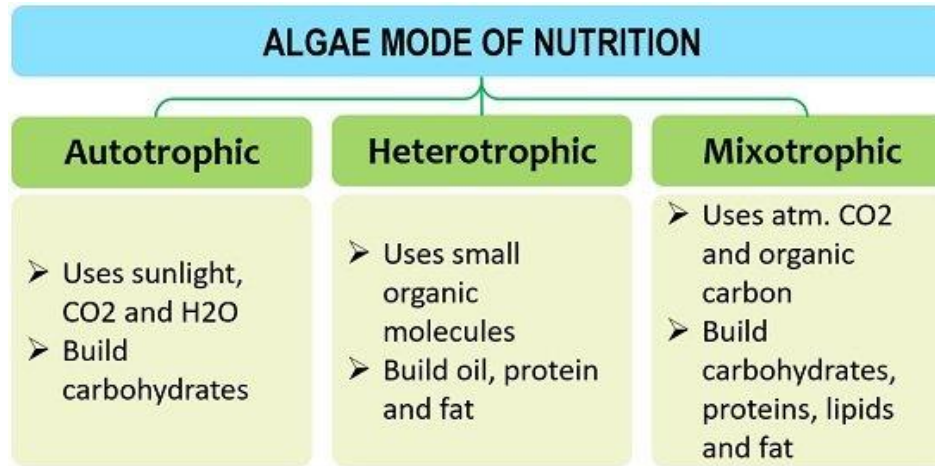 ALGAE MODE OF NUTRITION
Autotrophic
➢ Uses sunlight,
CO2 and H2O
➢ Build
carbohydrates
Heterotrophic
➢ Uses small
organic
molecules
➢ Build oil, protein
and fat
Mixotrophic
➢ Uses atm. CO2
and organic
carbon
➢ Build
carbohydrates,
proteins, lipids
and fat